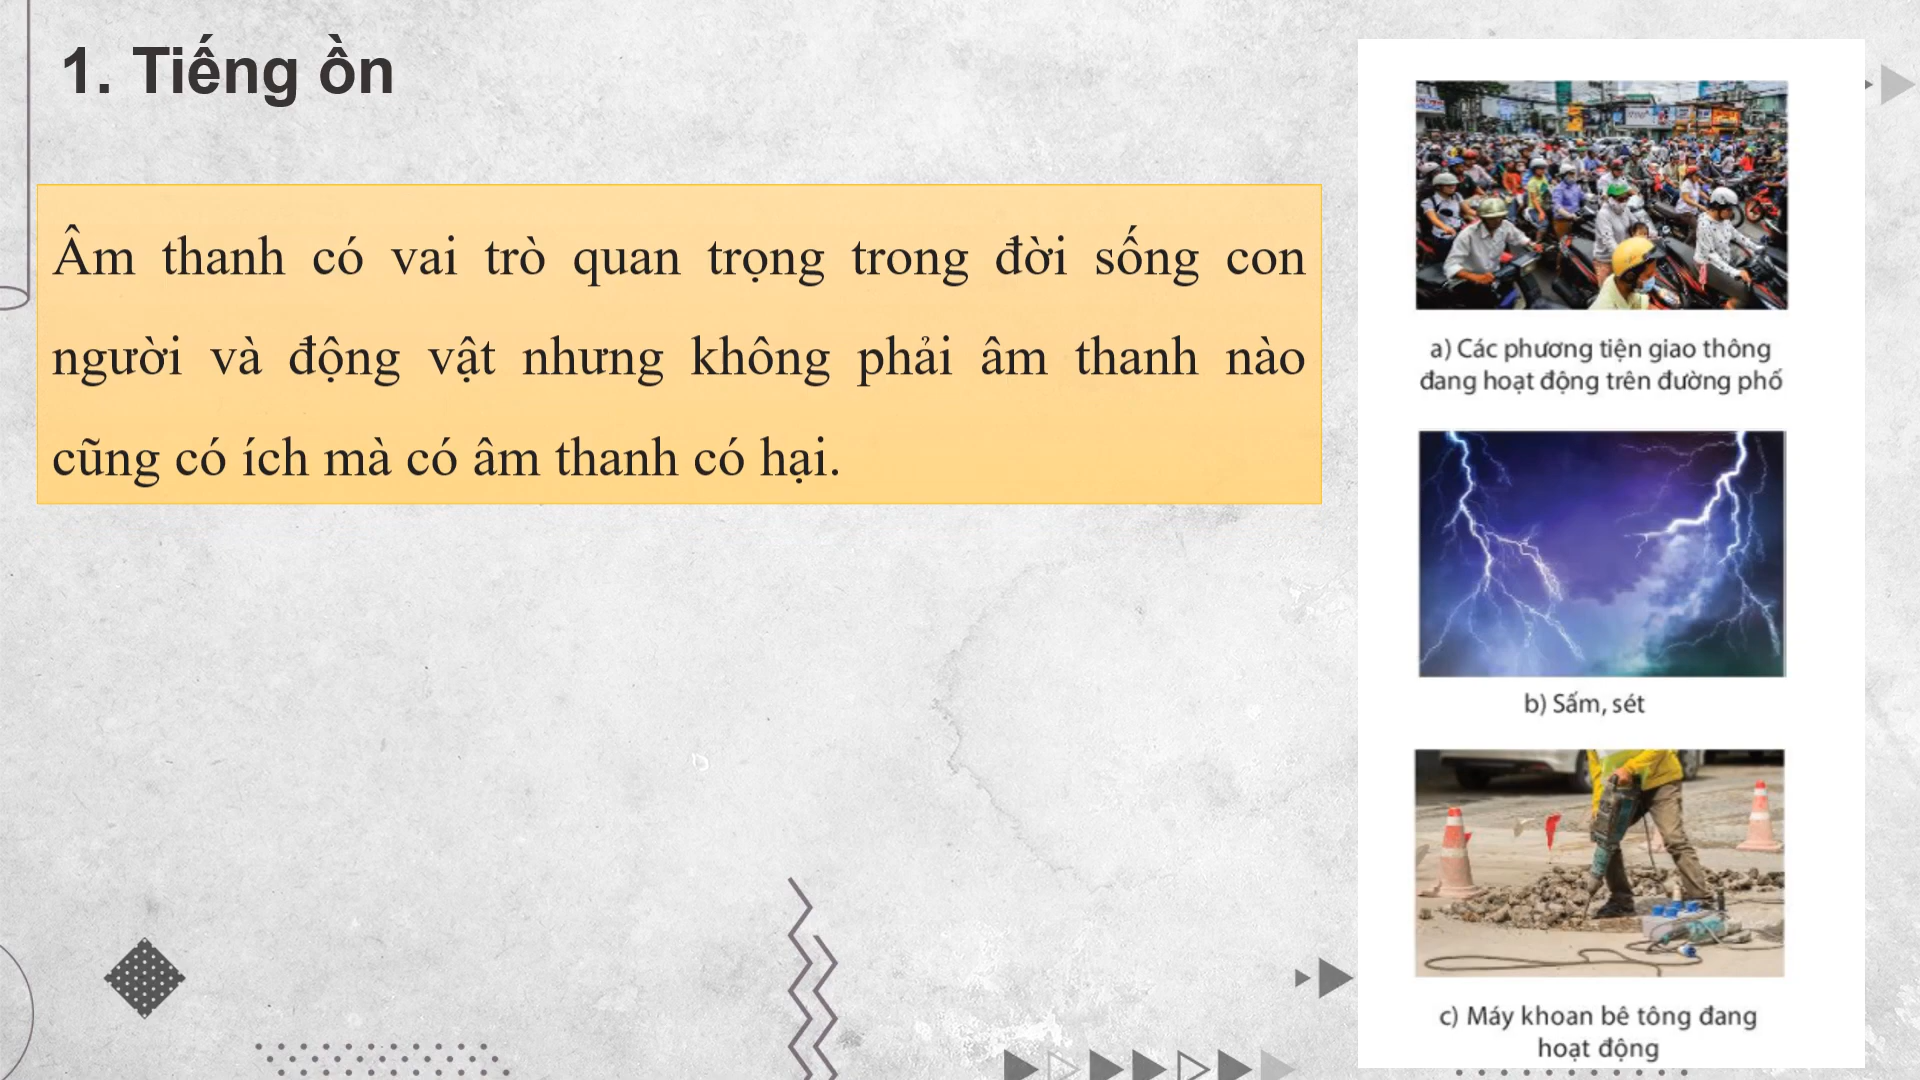 1. Tiếng ồn
Âm thanh có vai trò quan trọng trong đời sống con
người và động vật nhưng không phải âm thanh nào
cũng có ích mà có âm thanh có hại.
a) Các phương tiện giao thông
đang hoạt động trên đường phố
b) Sấm, sét
c) Máy khoan bê tông đang
hoạt động